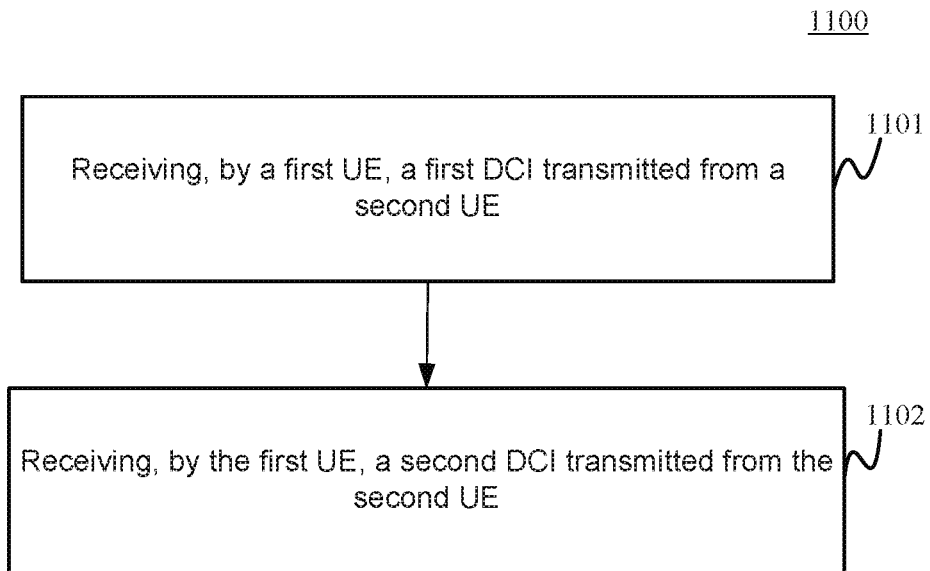 1100
1101
Receiving, by a first UE, a first DCI transmitted from a
second UE
1102
Receiving, by the first UE, a second DCI transmitted from the
second UE